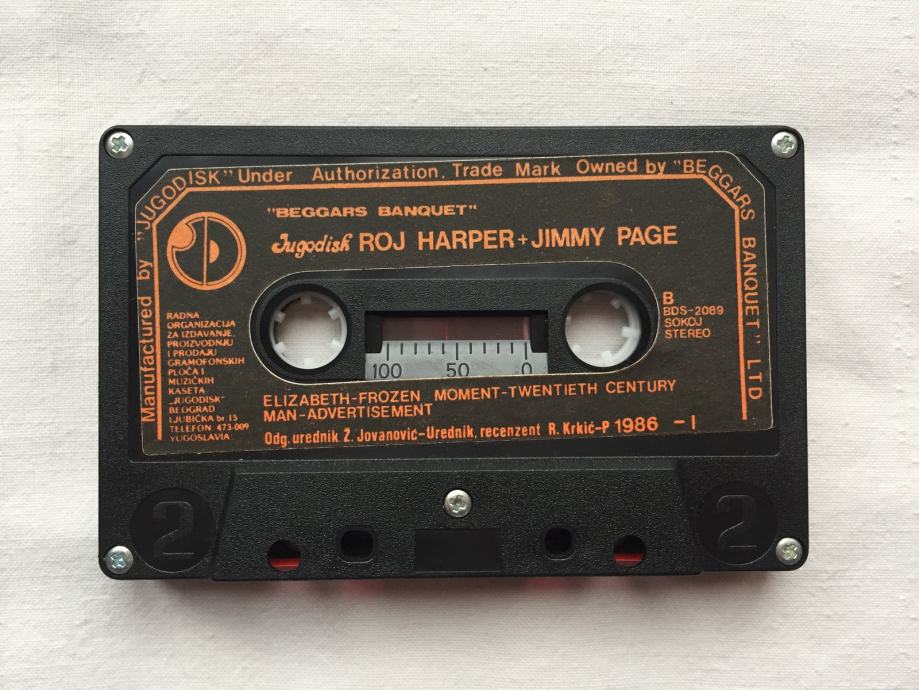 Manufactured by "JUGODISK" Under Authorization. Trade Mark Owned by "BEGGARS BANQUET" LTD
"BEGGARS BANQUET"
Jugodisk ROJ HARPER+JIMMY PAGE
RADNA
ORGANIZACIJA
ZA IZDAVANJE,
PROIZVODNJU
I PRODAJU
GRAMOFONSKIH
PLOČA I
MUZIČKIH
KASETA
„JUGODISK"
BEOGRAD
LJUBIČKA br 15
TELEFON: 473-009
YUGOSLAVIA
B
BDS-2089
SOKOJ
STEREO
100 50 0
ELIZABETH-FROZEN MOMENT-TWENTIETH CENTURY
MAN-ADVERTISEMENT
Odg. urednik Ž. Jovanović-Urednik, recenzent R. Krkić-P 1986 -I
2 2